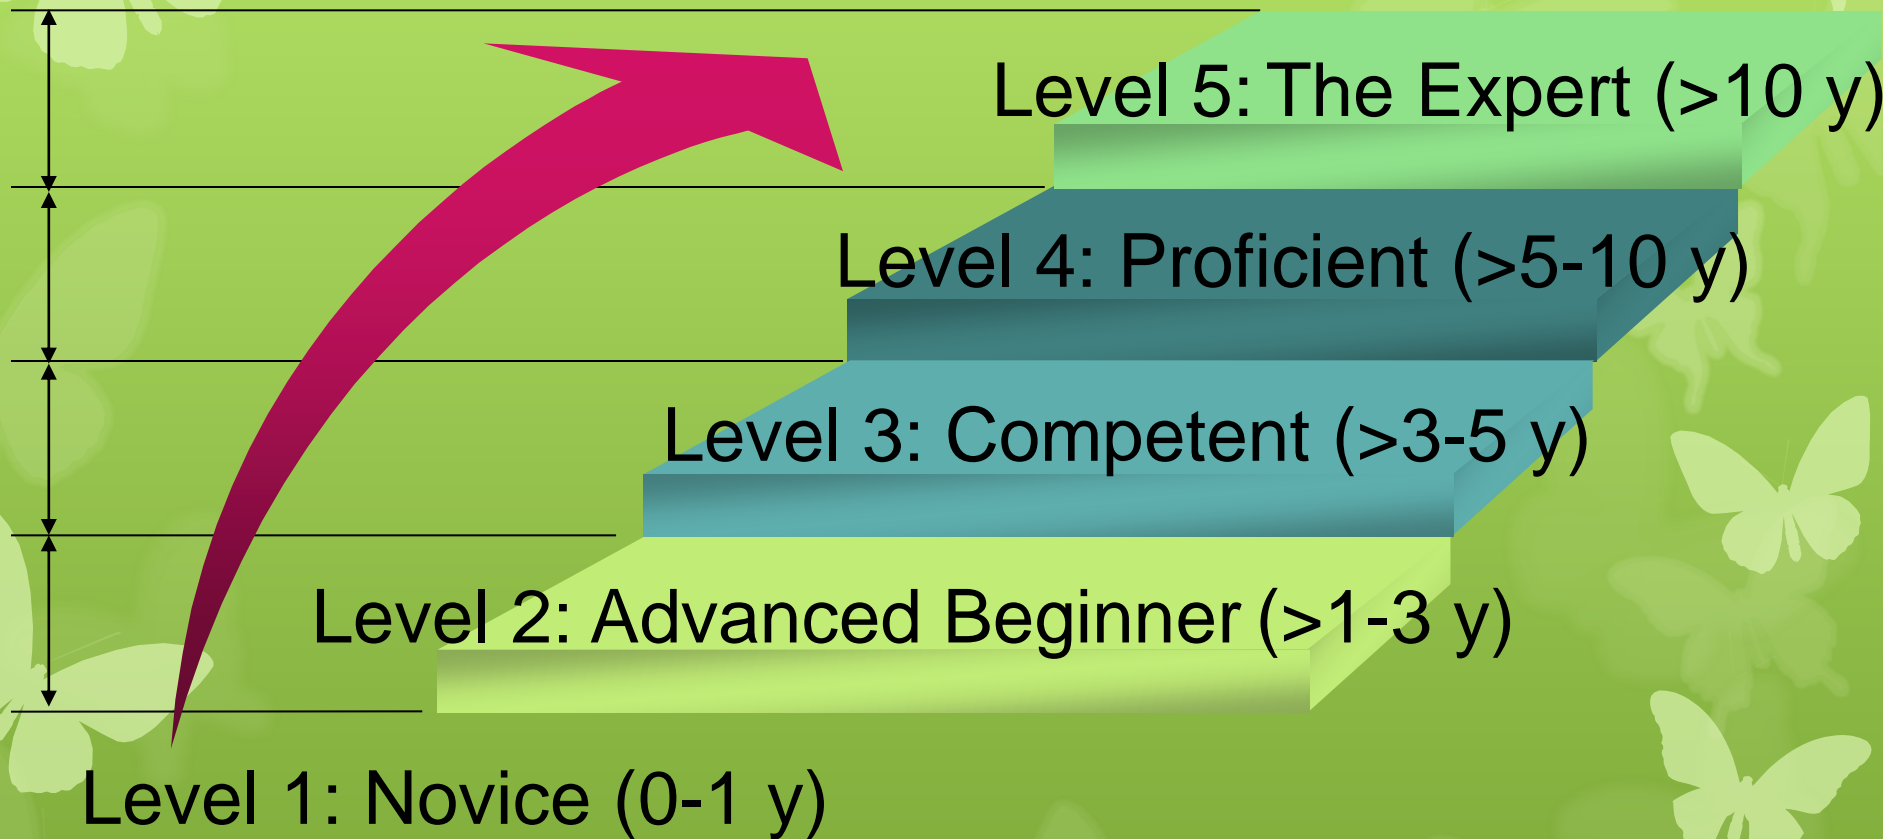 Level 5: The Expert (>10 y)
Level 4: Proficient (>5-10 y)
Level 3: Competent (>3-5 y)
Level 2: Advanced Beginner (>1-3 y)
Level 1: Novice (0-1 y)